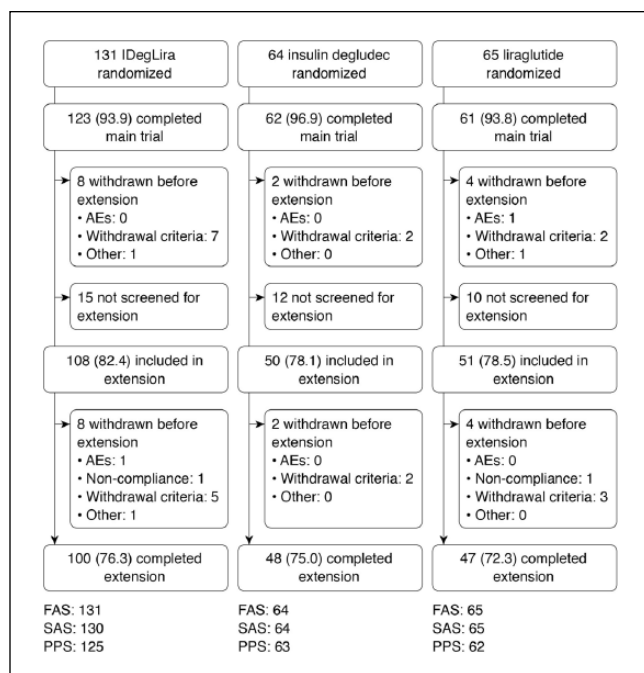 131 IDegLira
randomized
123 (93.9) completed
main trial
8 withdrawn before
extension
• AEs: 0
• Withdrawal criteria: 7
• Other: 1
15 not screened for
extension
108 (82.4) included in
extension
8 withdrawn before
extension
• AEs: 1
• Non-compliance: 1
• Withdrawal criteria: 5
• Other: 1
100 (76.3) completed
extension
FAS: 131
SAS: 130
PPS: 125
64 insulin degludec
randomized
62 (96.9) completed
main trial
2 withdrawn before
extension
• AEs: 0
• Withdrawal criteria: 2
• Other: 0
12 not screened for
extension
50 (78.1) included in
extension
2 withdrawn before
extension
• AEs: 0
• Withdrawal criteria: 2
• Other: 0
48 (75.0) completed
extension
FAS: 64
SAS: 64
PPS: 63
65 liraglutide
randomized
61 (93.8) completed
main trial
4 withdrawn before
extension
• AEs: 1
• Withdrawal criteria: 2
• Other: 1
10 not screened for
extension
51 (78.5) included in
extension
4 withdrawn before
extension
• AEs: 0
• Non-compliance: 1
• Withdrawal criteria: 3
• Other: 0
47 (72.3) completed
extension
FAS: 65
SAS: 65
PPS: 62